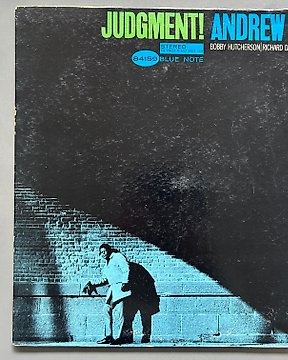 JUDGMENT! ANDREW
BOBBY HUTCHERSON/RICHARD D
STEREO
84159 BLUE NOTE